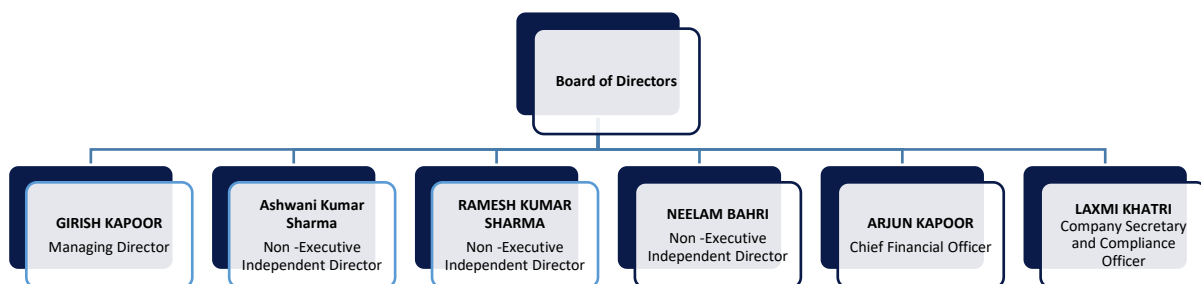 Board of Directors
GIRISH KAPOOR
Managing Director
Ashwani Kumar
Sharma
Non -Executive
Independent Director
RAMESH KUMAR
SHARMA
Non -Executive
Independent Director
NEELAM BAHRI
Non -Executive
Independent Director
ARJUN KAPOOR
Chief Financial Officer
LAXMI KHATRI
Company Secretary
and Compliance
Officer